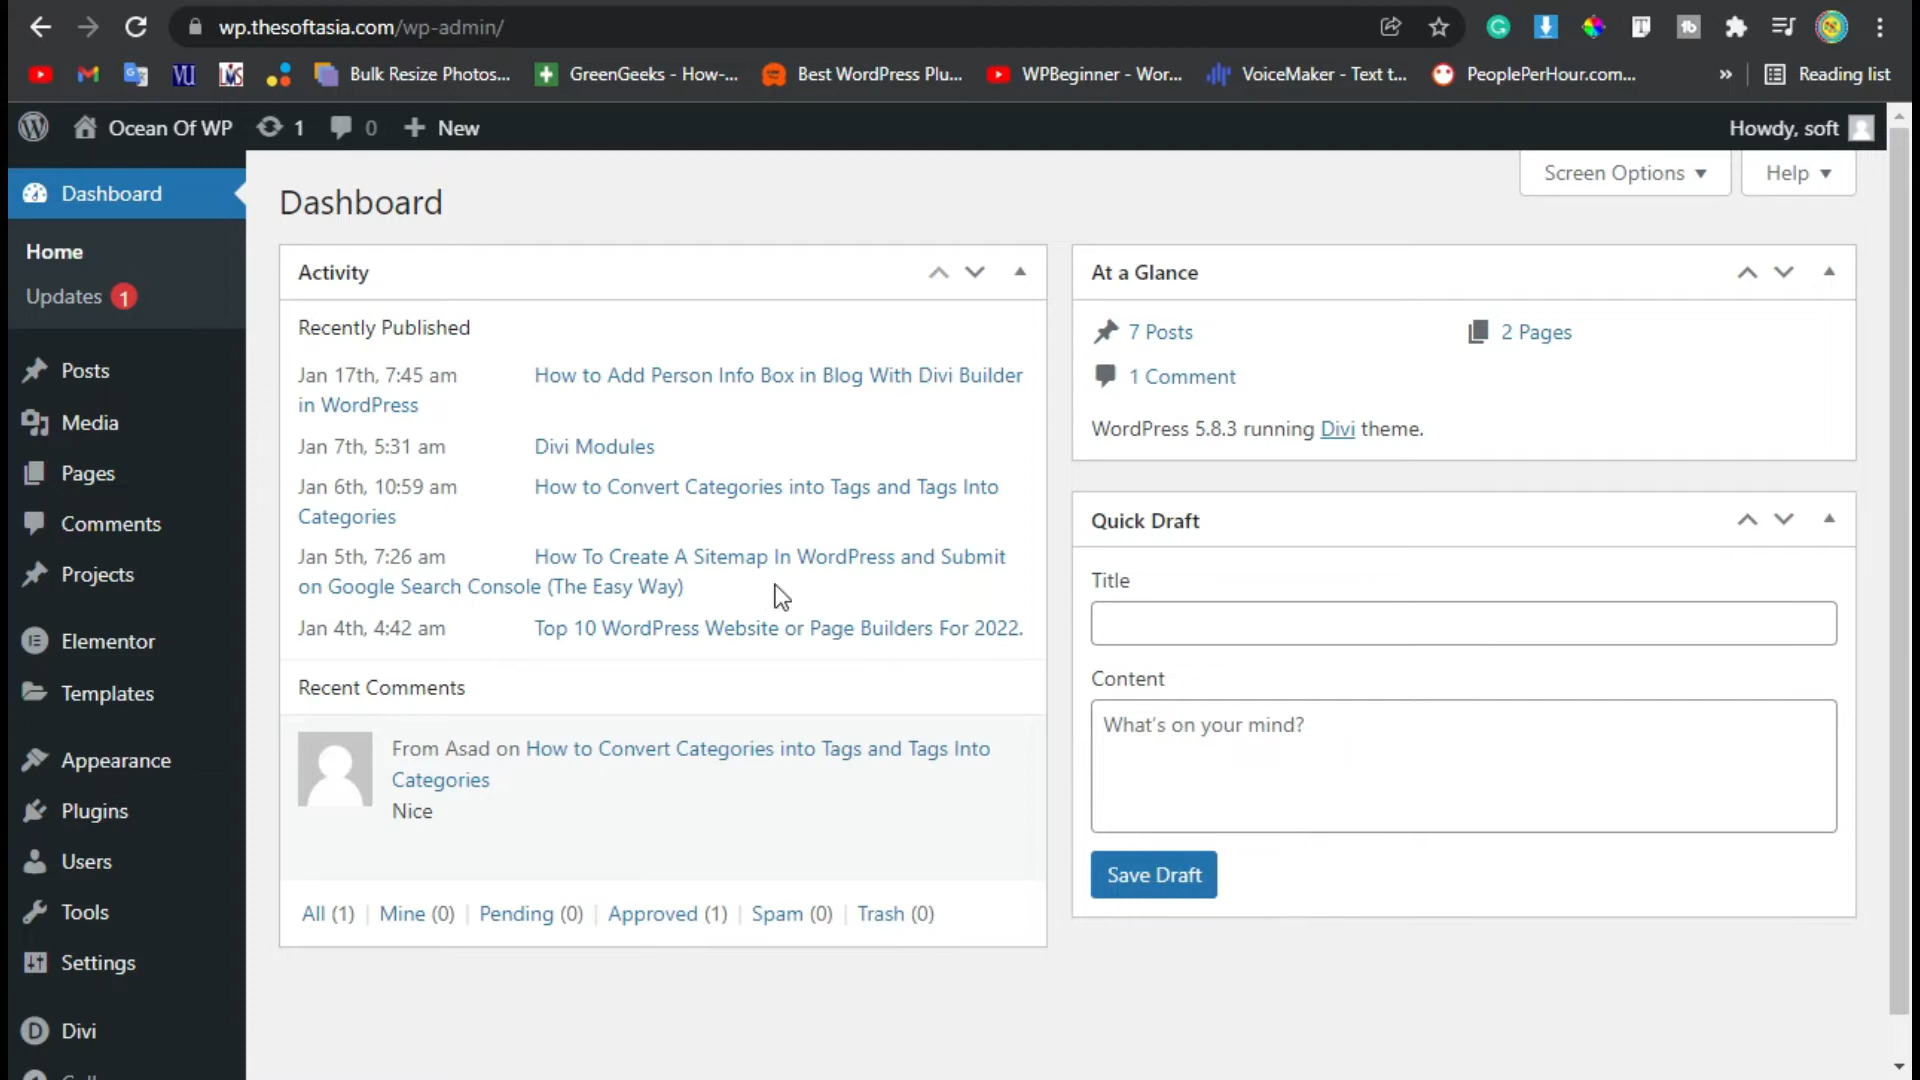 wp.thesoftasia.com/wp-admin/
Bulk Resize Photos...
GreenGeeks - How-...
Best WordPress Plu...
WPBeginner - Wor...
VoiceMaker - Text t...
PeoplePerHour.com...
»
Reading list
Ocean Of WP
1
0
New
Howdy, soft
Dashboard
Home
Updates 1
Posts
Media
Pages
Comments
Projects
Elementor
Templates
Appearance
Plugins
Users
Tools
Settings
Divi
Screen Options
Help
Dashboard
Activity
Recently Published
Jan 17th, 7:45 am How to Add Person Info Box in Blog With Divi Builder
in WordPress
Jan 7th, 5:31 am Divi Modules
Jan 6th, 10:59 am How to Convert Categories into Tags and Tags Into
Categories
Jan 5th, 7:26 am How To Create A Sitemap In WordPress and Submit
on Google Search Console (The Easy Way)
Jan 4th, 4:42 am Top 10 WordPress Website or Page Builders For 2022.
Recent Comments
From Asad on How to Convert Categories into Tags and Tags Into
Categories
Nice
All (1) | Mine (0) | Pending (0) | Approved (1) | Spam (0) | Trash (0)
At a Glance
7 Posts
2 Pages
1 Comment
WordPress 5.8.3 running Divi theme.
Quick Draft
Title
Content
What's on your mind?
Save Draft